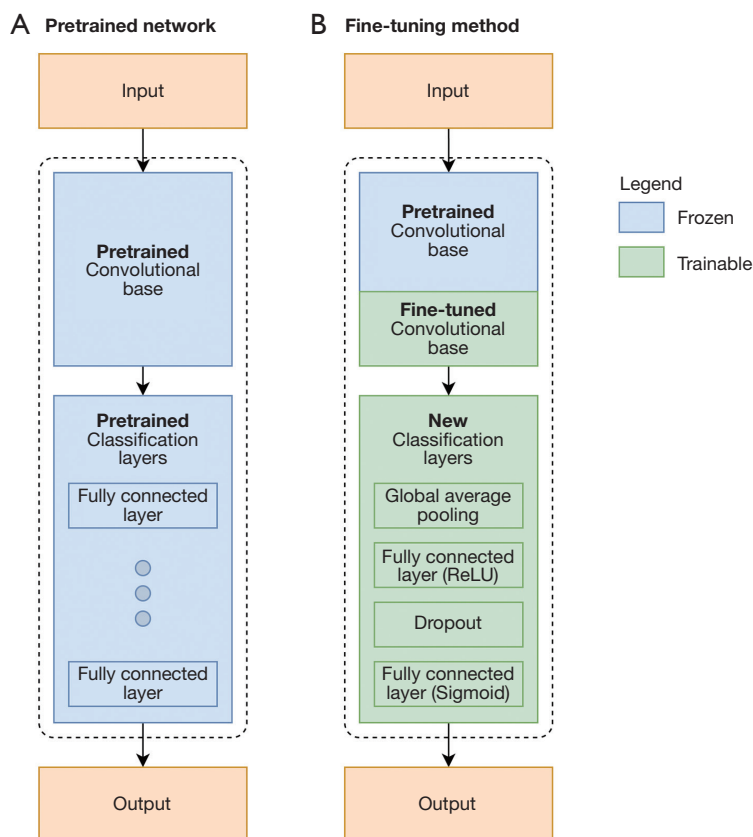 A Pretrained network
Input
Pretrained
Convolutional
base
Pretrained
Classification
layers
Fully connected
layer
Fully connected
layer
Output
B Fine-tuning method
Input
Pretrained
Convolutional
base
Fine-tuned
Convolutional
base
New
Classification
layers
Global average
pooling
Fully connected
layer (ReLU)
Dropout
Fully connected
layer (Sigmoid)
Output
Legend
Frozen
Trainable